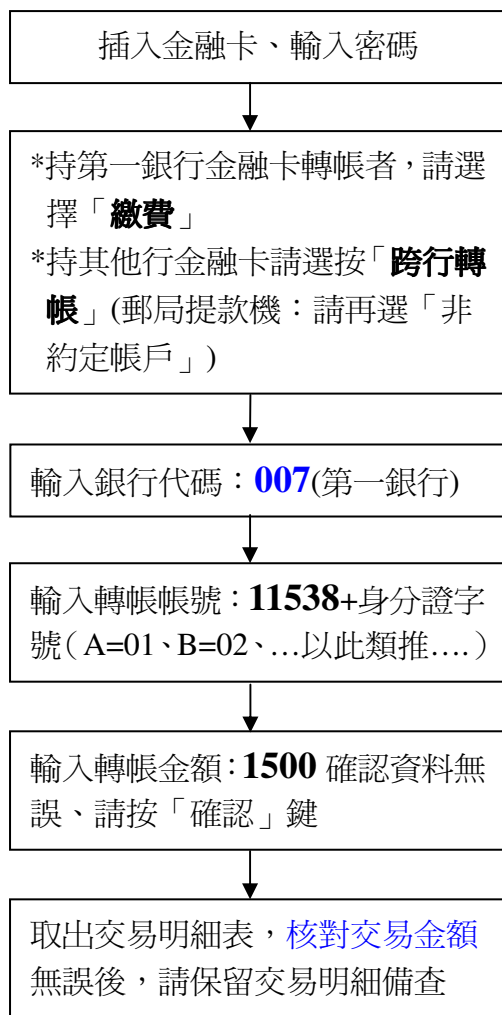 插入金融卡、輸入密碼
*持第一銀行金融卡轉帳者，請選
擇「繳費」
*持其他行金融卡請選按「跨行轉
帳」(郵局提款機：請再選「非
約定帳戶」)
輸入銀行代碼：007(第一銀行)
輸入轉帳帳號：11538+身分證字
號（A=01、B=02、…以此類推….）
輸入轉帳金額：1500 確認資料無
誤、請按「確認」鍵
取出交易明細表，核對交易金額
無誤後，請保留交易明細備查